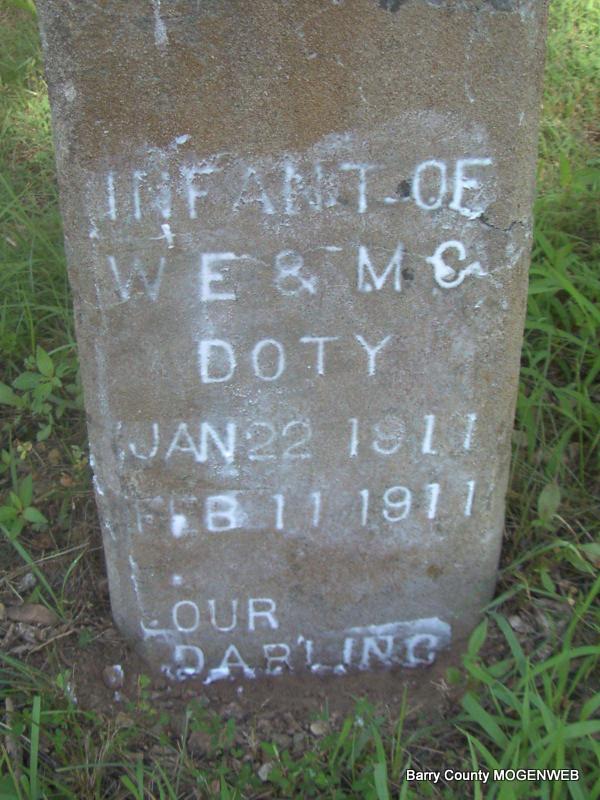 INFANT OF
W E & M C
DOTY
JAN 22 1911
FEB 11 1911
OUR
DARLING
Barry County MOGENWEB